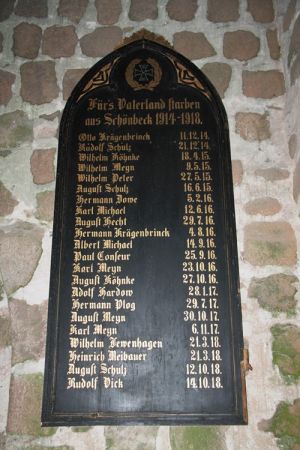 Für's Vaterland starben
aus Schönbeck 1914-1918.
Otto Krägenbrinck 11.12.14.
Rudolf Schulz 21.12.14.
Wilhelm Köhnke 18.4.15.
Wilhelm Meyn 9.5.15.
Wilhelm Peter 27.5.15.
August Schulz 16.6.15.
Hermann Dowe 5.2.16.
Karl Michael 12.6.16.
August Hecht 29.7.16.
Hermann Krägenbrinck 4.8.16.
Albert Michael 14.9.16.
Paul Conseur 25.9.16.
Karl Meyn 23.10.16.
August Köhnke 27.10.16.
Adolf Hardow 28.1.17.
Hermann Plog 29.7.17.
August Meyn 30.10.17.
Karl Meyn 6.11.17.
Wilhelm Lewenhagen 21.3.18.
Heinrich Meibauer 21.3.18.
August Schulz 12.10.18.
Rudolf Dick 14.10.18.